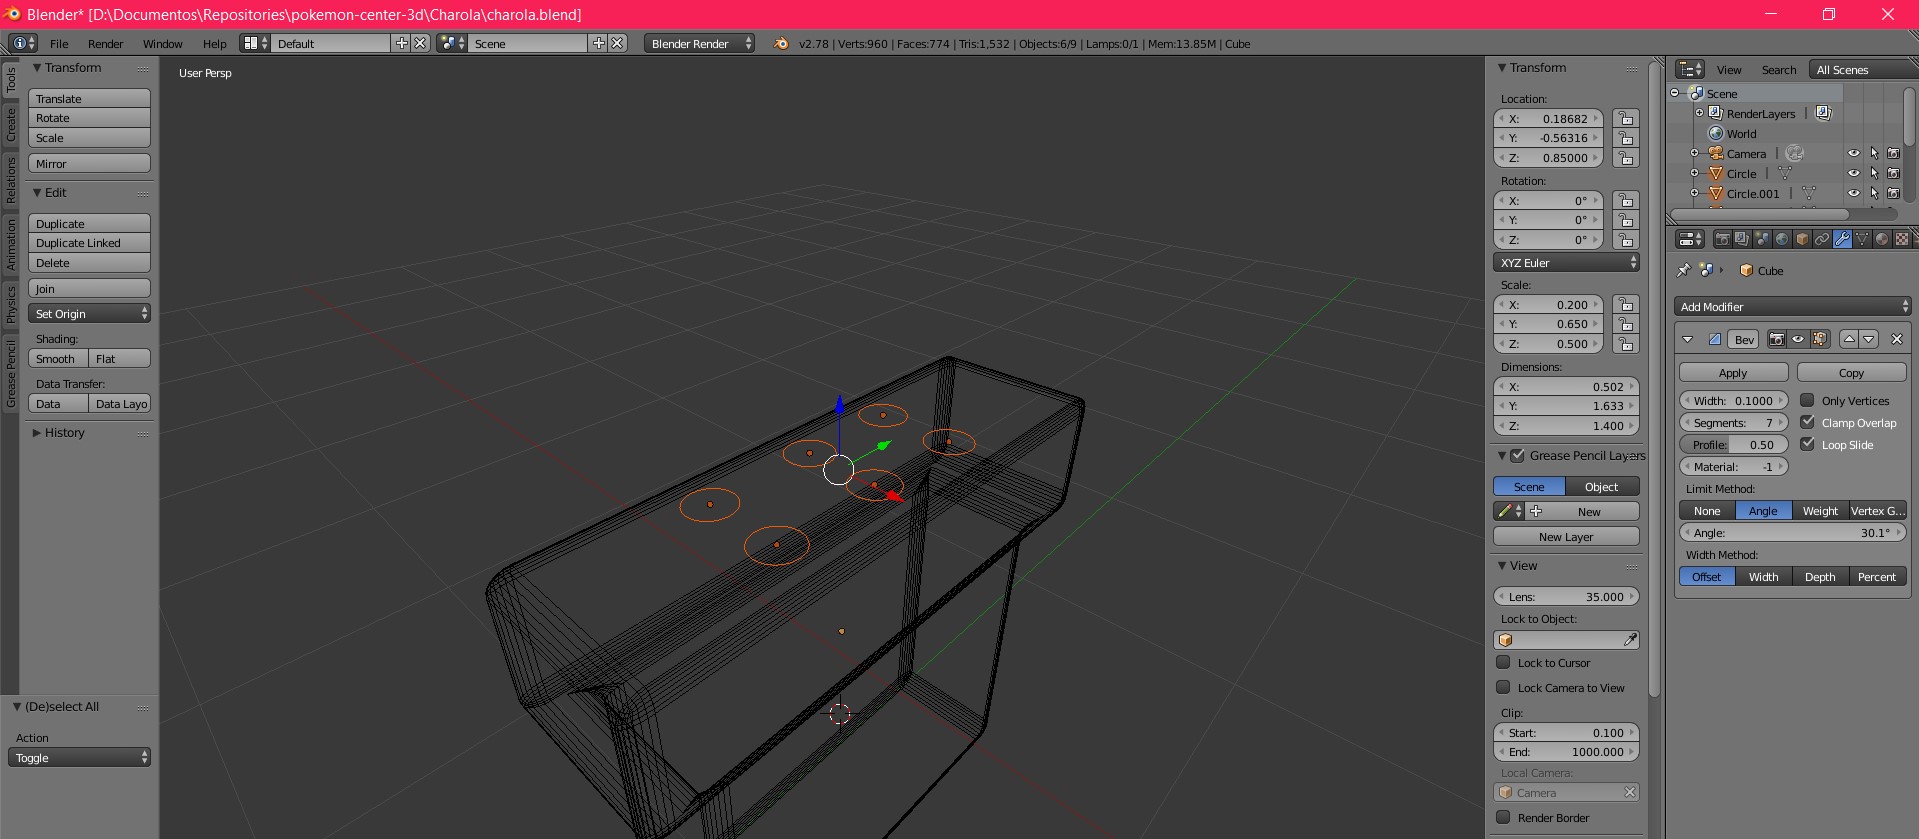 Blender* [D:\Documentos\Repositories\pokemon-center-3d\Charola\charola.blend]
File Render Window Help Default Scene Blender Render v2.78 | Verts:960 | Faces:774 | Tris:1,532 | Objects:6/9 | Lamps:0/1 | Mem:13.85M | Cube
Tools
Create
Relations
Animation
Physics
Grease Pencil
Transform
Translate
Rotate
Scale
Mirror
Edit
Duplicate
Duplicate Linked
Delete
Join
Set Origin
Shading:
Smooth Flat
Data Transfer:
Data Data Layo
History
(De)select All
Action
Toggle
User Persp
Transform
Location:
X: 0.18682
Y: -0.56316
Z: 0.85000
Rotation:
X: 0°
Y: 0°
Z: 0°
XYZ Euler
Scale:
X: 0.200
Y: 0.650
Z: 0.500
Dimensions:
X: 0.502
Y: 1.633
Z: 1.400
Grease Pencil Layers
Scene Object
New
New Layer
View
Lens: 35.000
Lock to Object:
Lock to Cursor
Lock Camera to View
Clip:
Start: 0.100
End: 1000.000
Local Camera:
Camera
Render Border
View Search All Scenes
Scene
RenderLayers |
World
Camera |
Circle |
Circle.001 |
Cube
Add Modifier
Bev
Apply Copy
Width: 0.1000 Only Vertices
Segments: 7 Clamp Overlap
Profile: 0.50 Loop Slide
Material: -1
Limit Method:
None Angle Weight Vertex G...
Angle: 30.1°
Width Method:
Offset Width Depth Percent